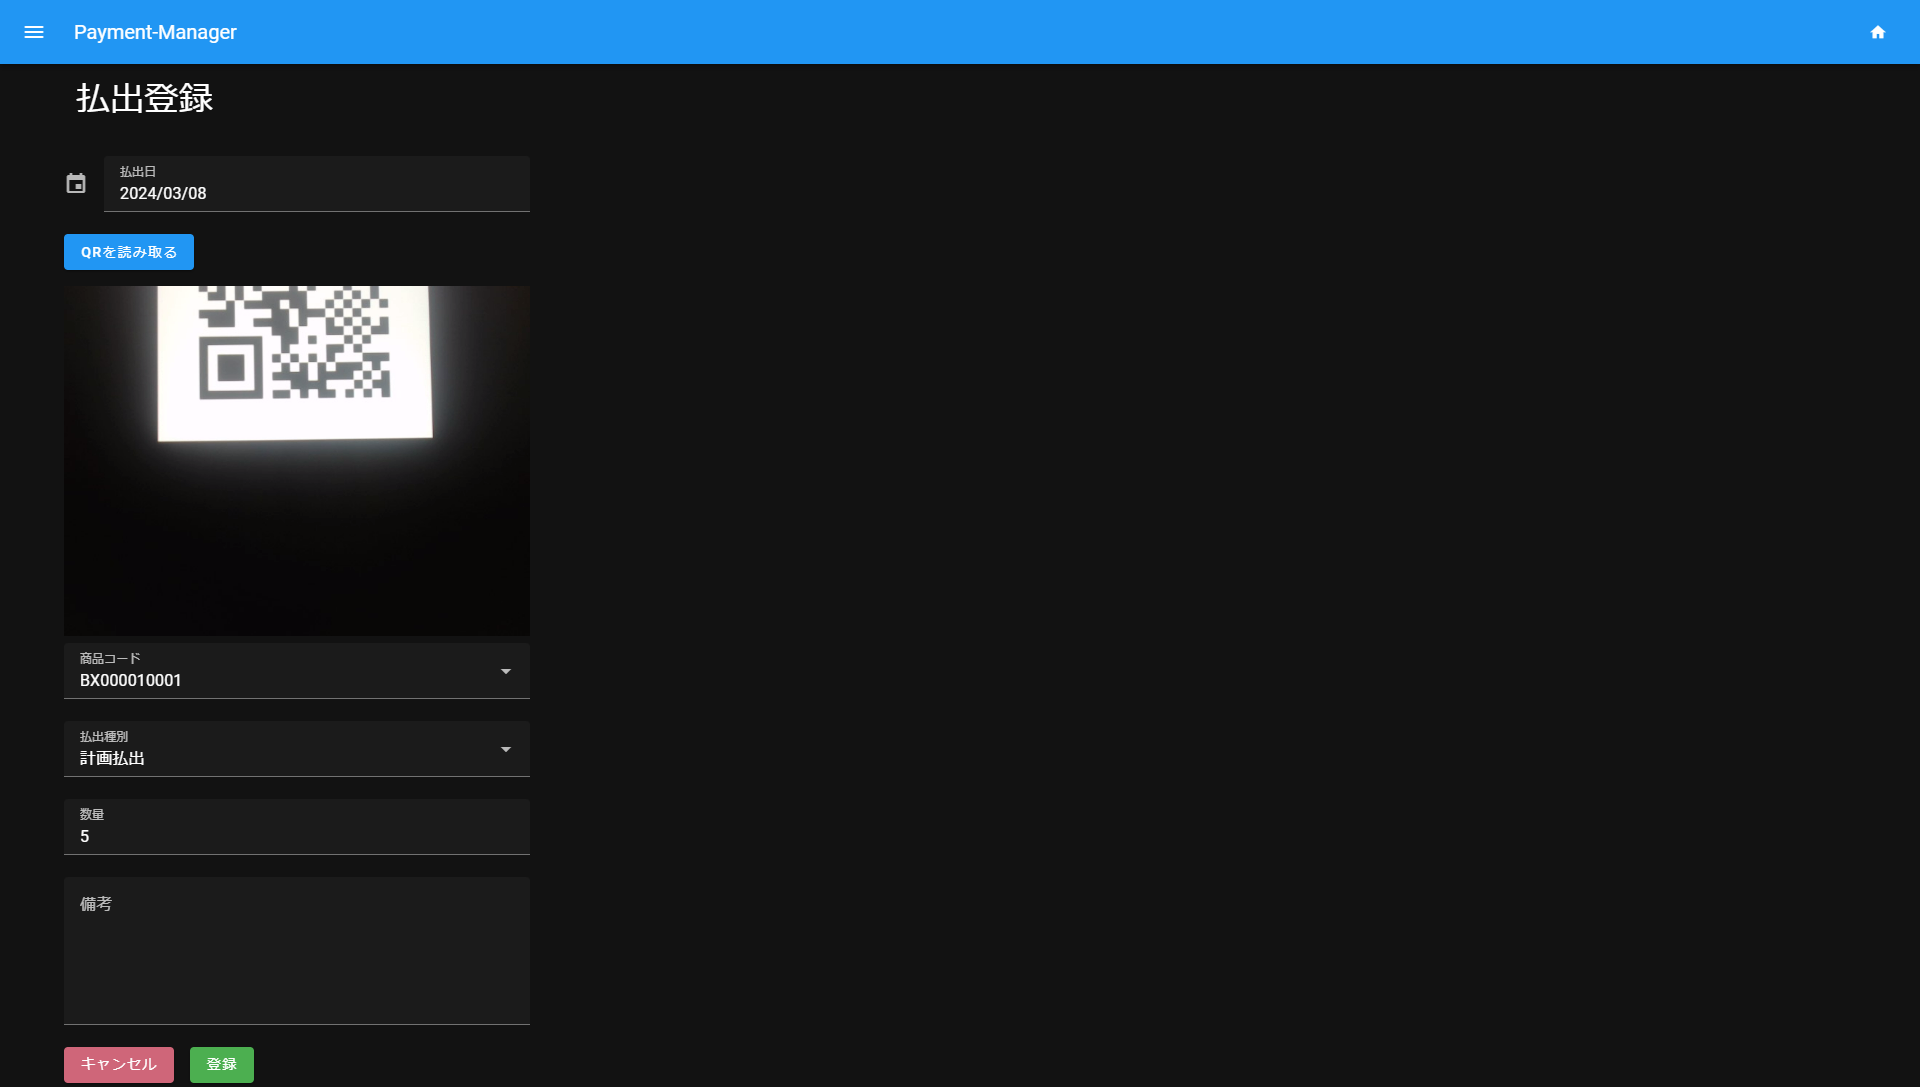 Payment-Manager
払出登録
払出日
2024/03/08
QRを読み取る
商品コード
BX000010001
払出種別
計画払出
数量
5
備考
キャンセル
登録